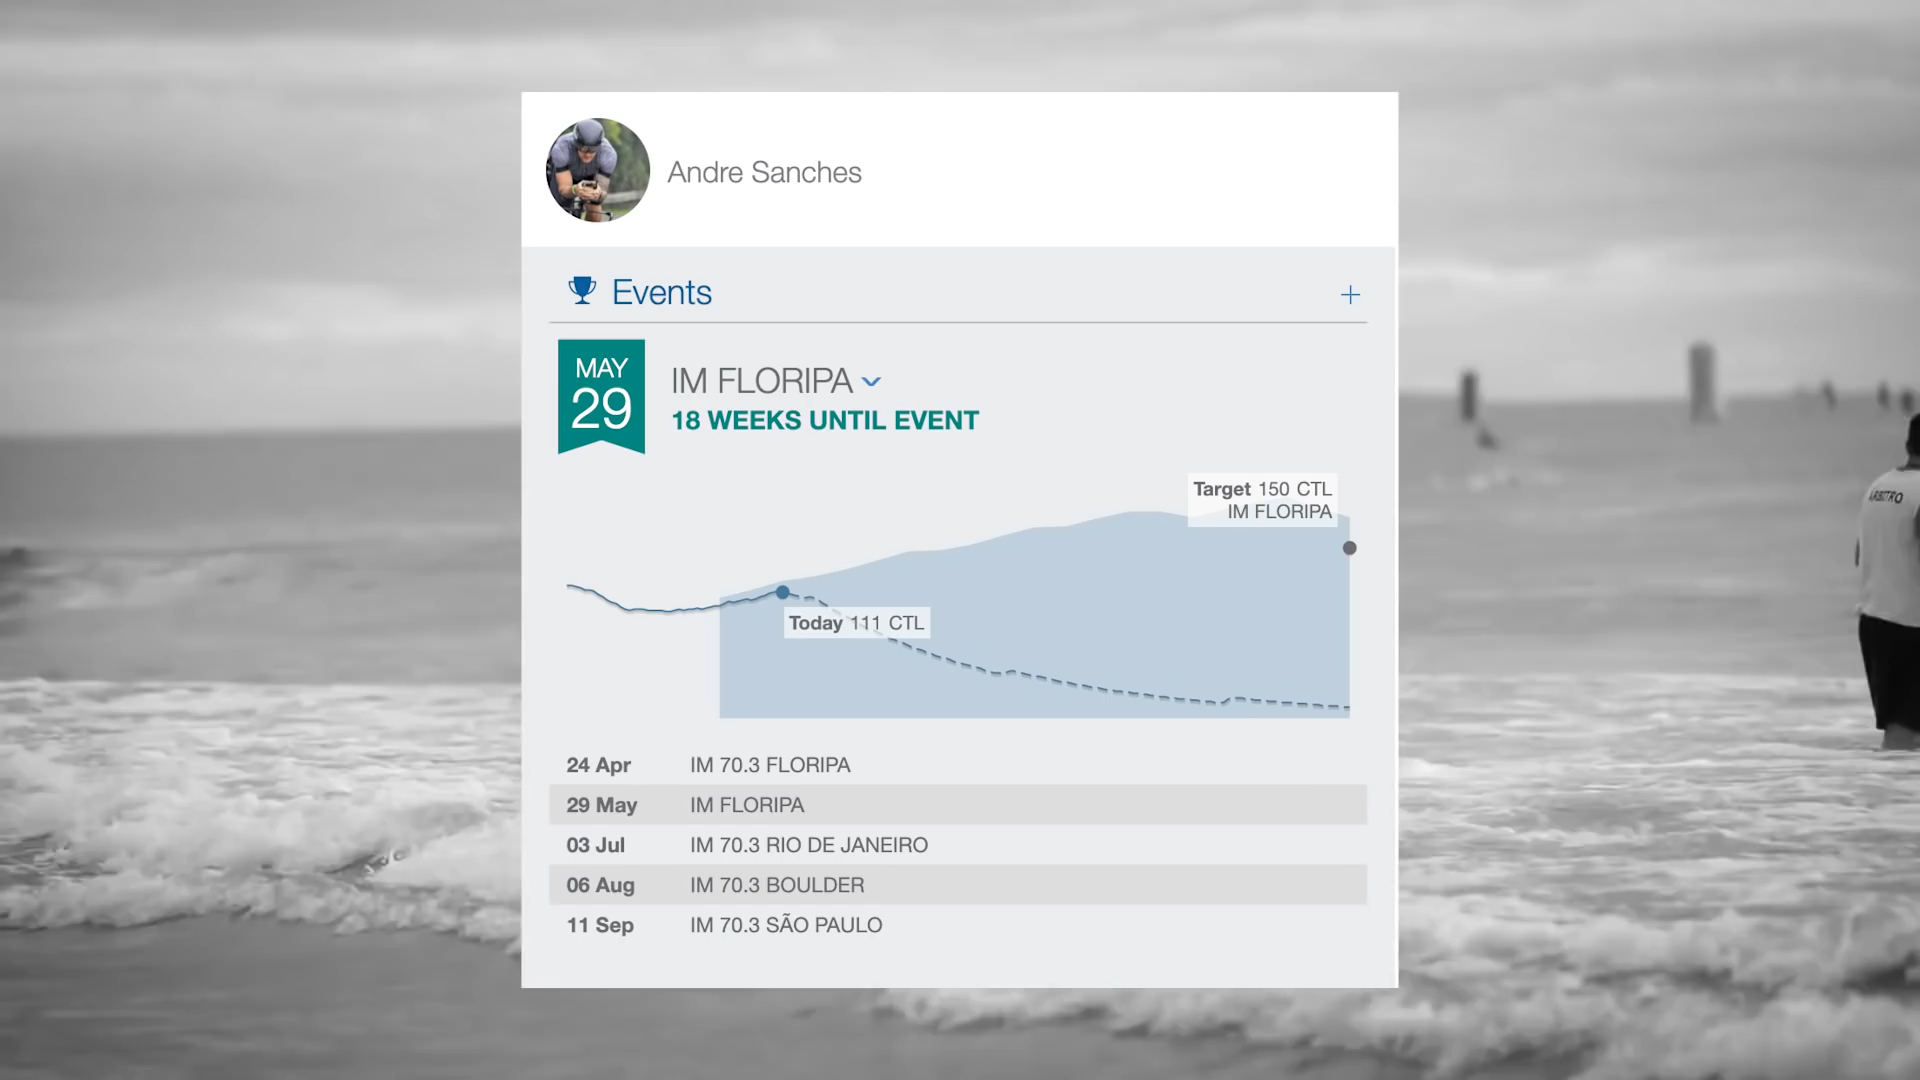 Andre Sanches
Events
MAY
29
IM FLORIPA
18 WEEKS UNTIL EVENT
Target 150 CTL
IM FLORIPA
Today 111 CTL
24 Apr IM 70.3 FLORIPA
29 May IM FLORIPA
03 Jul IM 70.3 RIO DE JANEIRO
06 Aug IM 70.3 BOULDER
11 Sep IM 70.3 SÃO PAULO